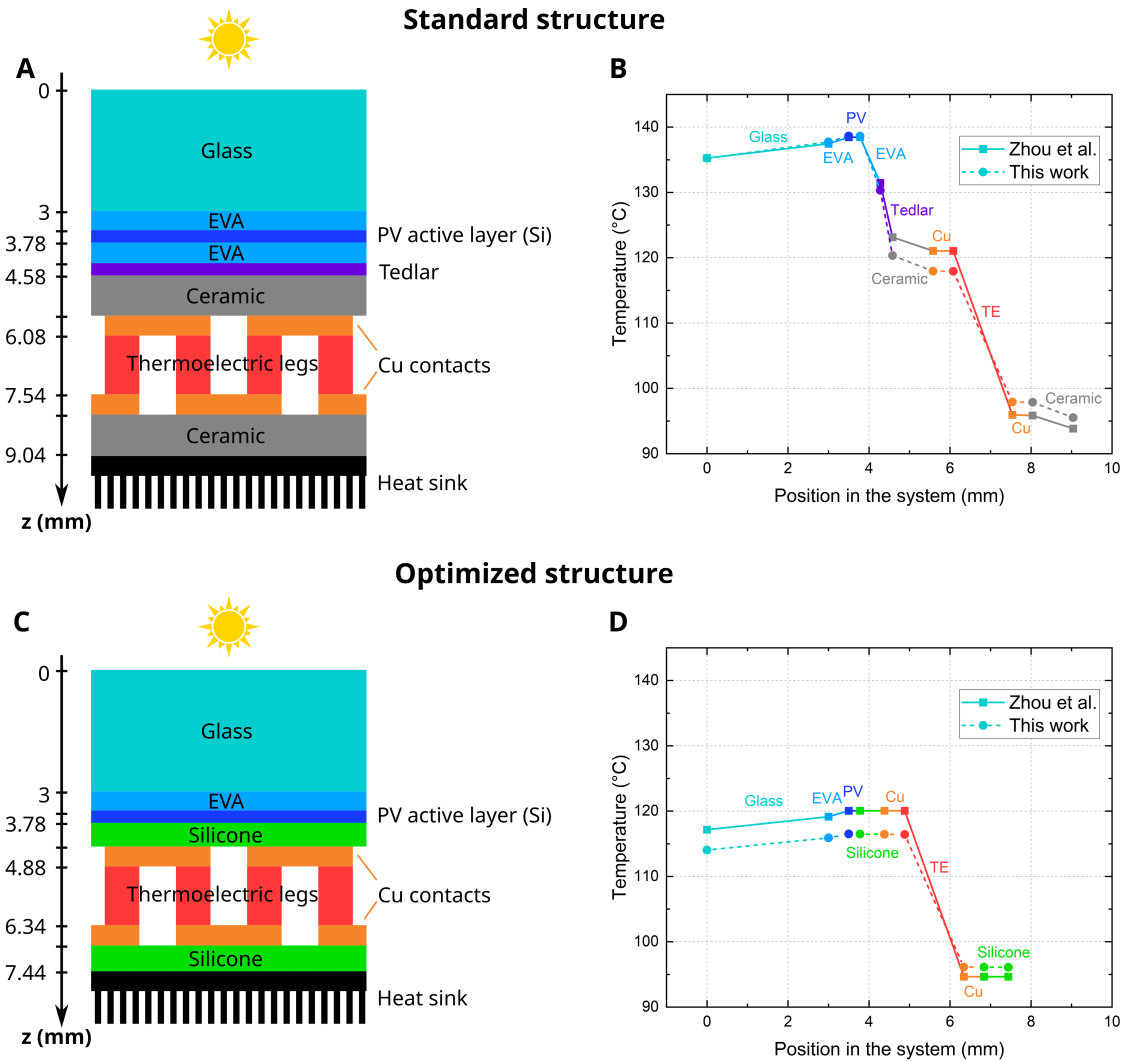 Standard structure
A
0
Glass
3
EVA
PV active layer (Si)
3.78
EVA
Tedlar
4.58
Ceramic
6.08
Thermoelectric legs
Cu contacts
7.54
Ceramic
9.04
Heat sink
z (mm)
B
PV
140
Glass
EVA
EVA
Zhou et al.
This work
130
Tedlar
Cu
120
Ceramic
TE
110
100
Ceramic
Cu
90
0 2 4 6 8 10
Temperature (°C)
Position in the system (mm)
Optimized structure
C
0
Glass
3
EVA
PV active layer (Si)
3.78
Silicone
4.88
Thermoelectric legs
Cu contacts
6.34
Silicone
7.44
Heat sink
z (mm)
D
140
Zhou et al.
This work
130
Glass
EVA
PV
Cu
120
Silicone
TE
110
100
Silicone
Cu
90
0 2 4 6 8 10
Temperature (°C)
Position in the system (mm)